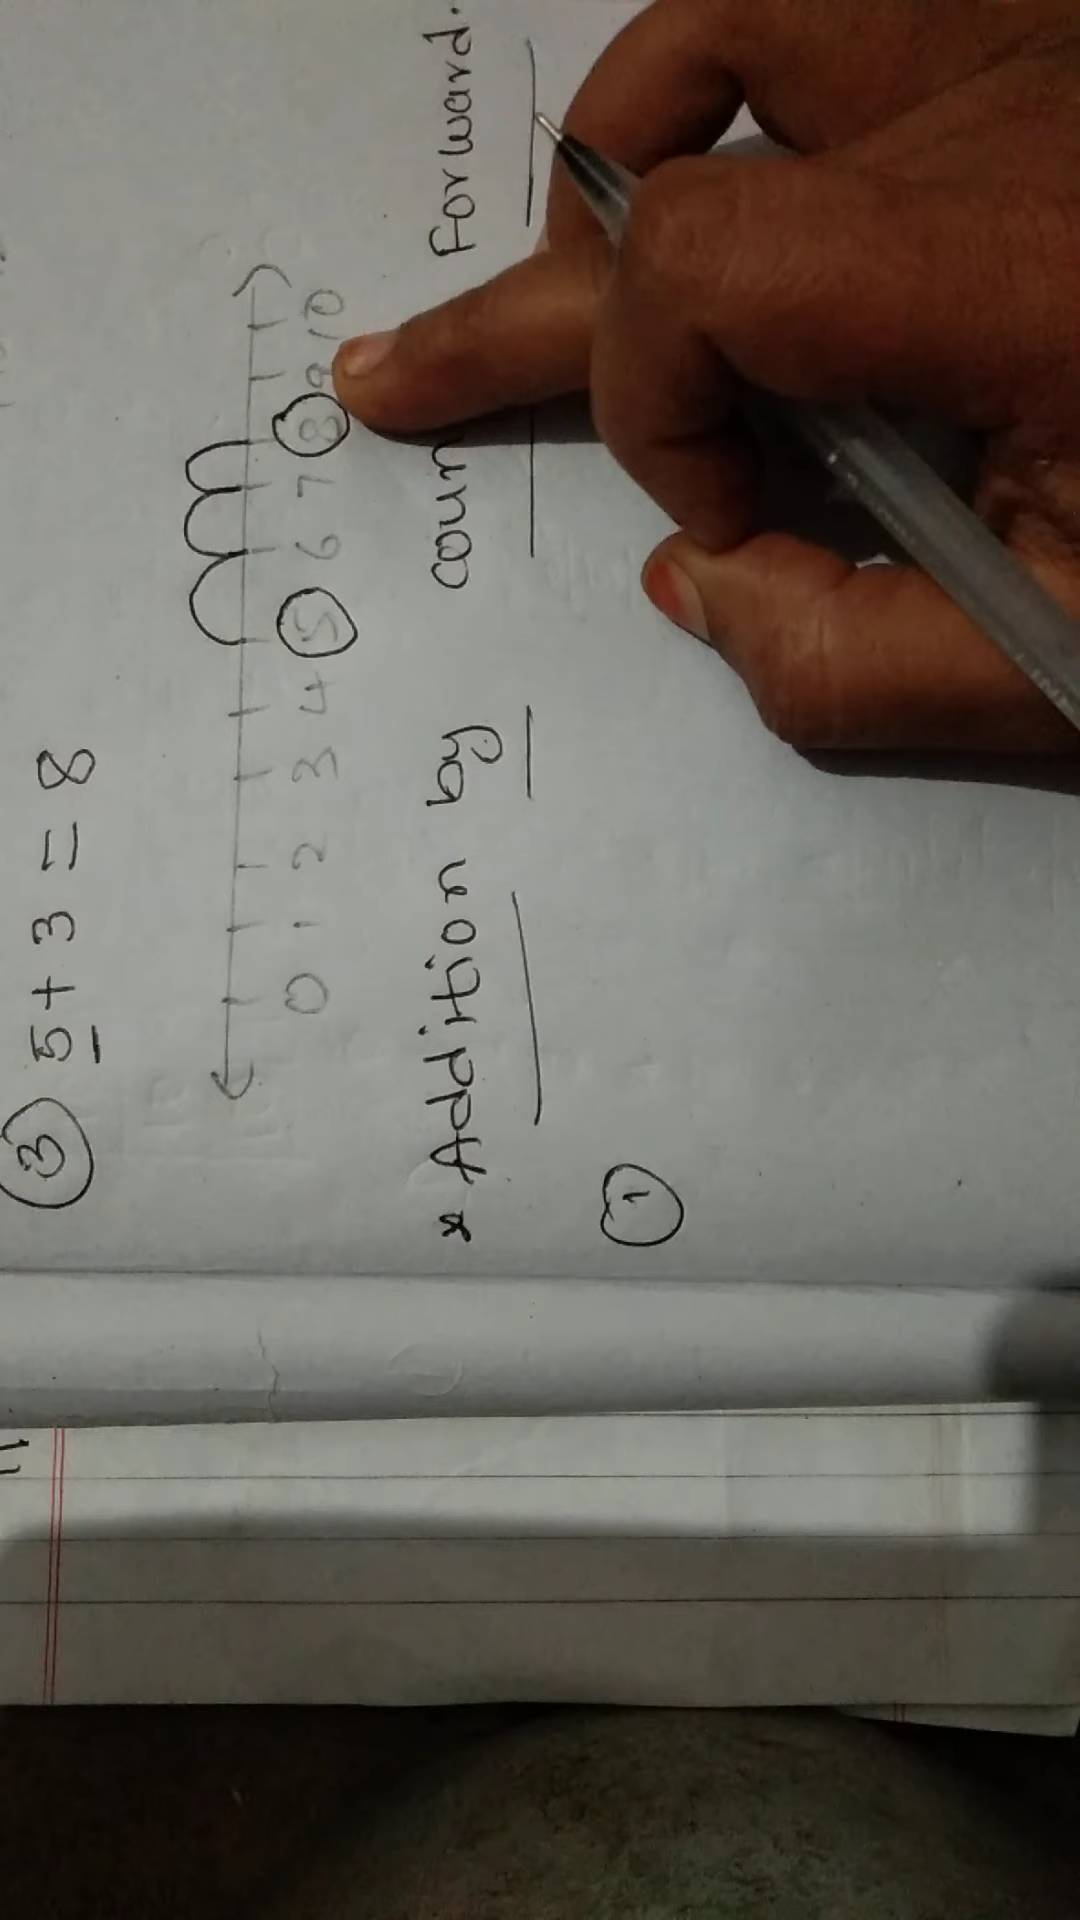 ③ 5 + 3 = 8
0 1 2 3 4 5 6 7 8 9 10
* Addition by coun Forward.
①